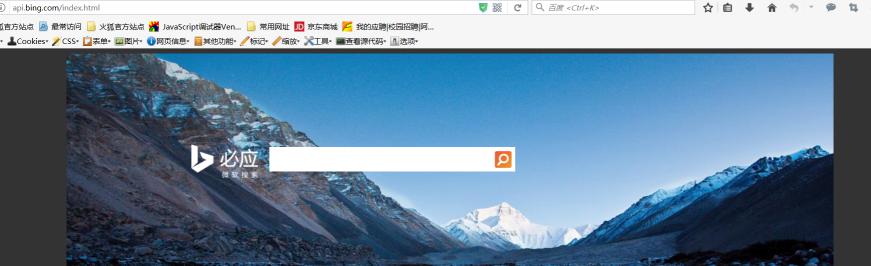 api.bing.com/index.html 百度 <Ctrl+K>
狐官方站点 最常访问 火狐官方站点 JavaScript调试器Ven... 常用网址 JD 京东商城 我的应聘|校园招聘|阿...
Cookies· CSS· 表单· 图片· 网页信息· 其他功能· 标记· 缩放· 工具· 查看源代码· 选项·
必应
微软搜索